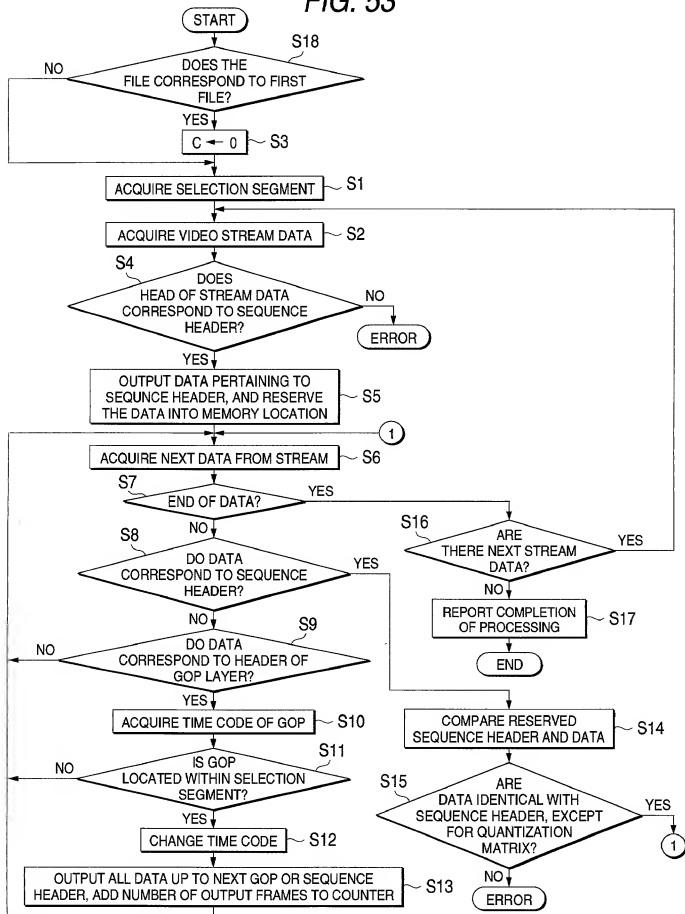 FIG. 53
START
S18
DOES THE
FILE CORRESPOND TO FIRST
FILE?
NO
YES
C ← 0
S3
ACQUIRE SELECTION SEGMENT
S1
ACQUIRE VIDEO STREAM DATA
S2
S4
DOES
HEAD OF STREAM DATA
CORRESPOND TO SEQUENCE
HEADER?
NO
ERROR
YES
OUTPUT DATA PERTAINING TO
SEQUNCE HEADER, AND RESERVE
THE DATA INTO MEMORY LOCATION
S5
1
ACQUIRE NEXT DATA FROM STREAM
S6
S7
END OF DATA?
YES
NO
S16
ARE
THERE NEXT STREAM
DATA?
YES
NO
REPORT COMPLETION
OF PROCESSING
S17
END
S8
DO DATA
CORRESPOND TO SEQUENCE
HEADER?
YES
NO
S9
DO DATA
CORRESPOND TO HEADER OF
GOP LAYER?
NO
YES
ACQUIRE TIME CODE OF GOP
S10
S11
IS GOP
LOCATED WITHIN SELECTION
SEGMENT?
NO
YES
CHANGE TIME CODE
S12
OUTPUT ALL DATA UP TO NEXT GOP OR SEQUENCE
HEADER, ADD NUMBER OF OUTPUT FRAMES TO COUNTER
S13
COMPARE RESERVED
SEQUENCE HEADER AND DATA
S14
S15
ARE
DATA IDENTICAL WITH
SEQUENCE HEADER, EXCEPT
FOR QUANTIZATION
MATRIX?
YES
1
NO
ERROR